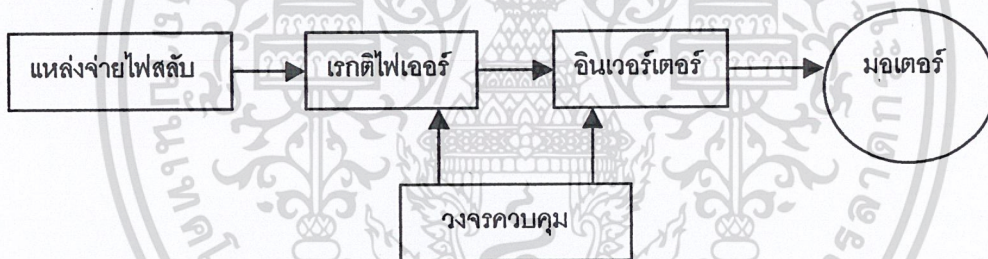 แหล่งจ่ายไฟสลับ
เรกติไฟเออร์
อินเวอร์เตอร์
มอเตอร์
วงจรควบคุม